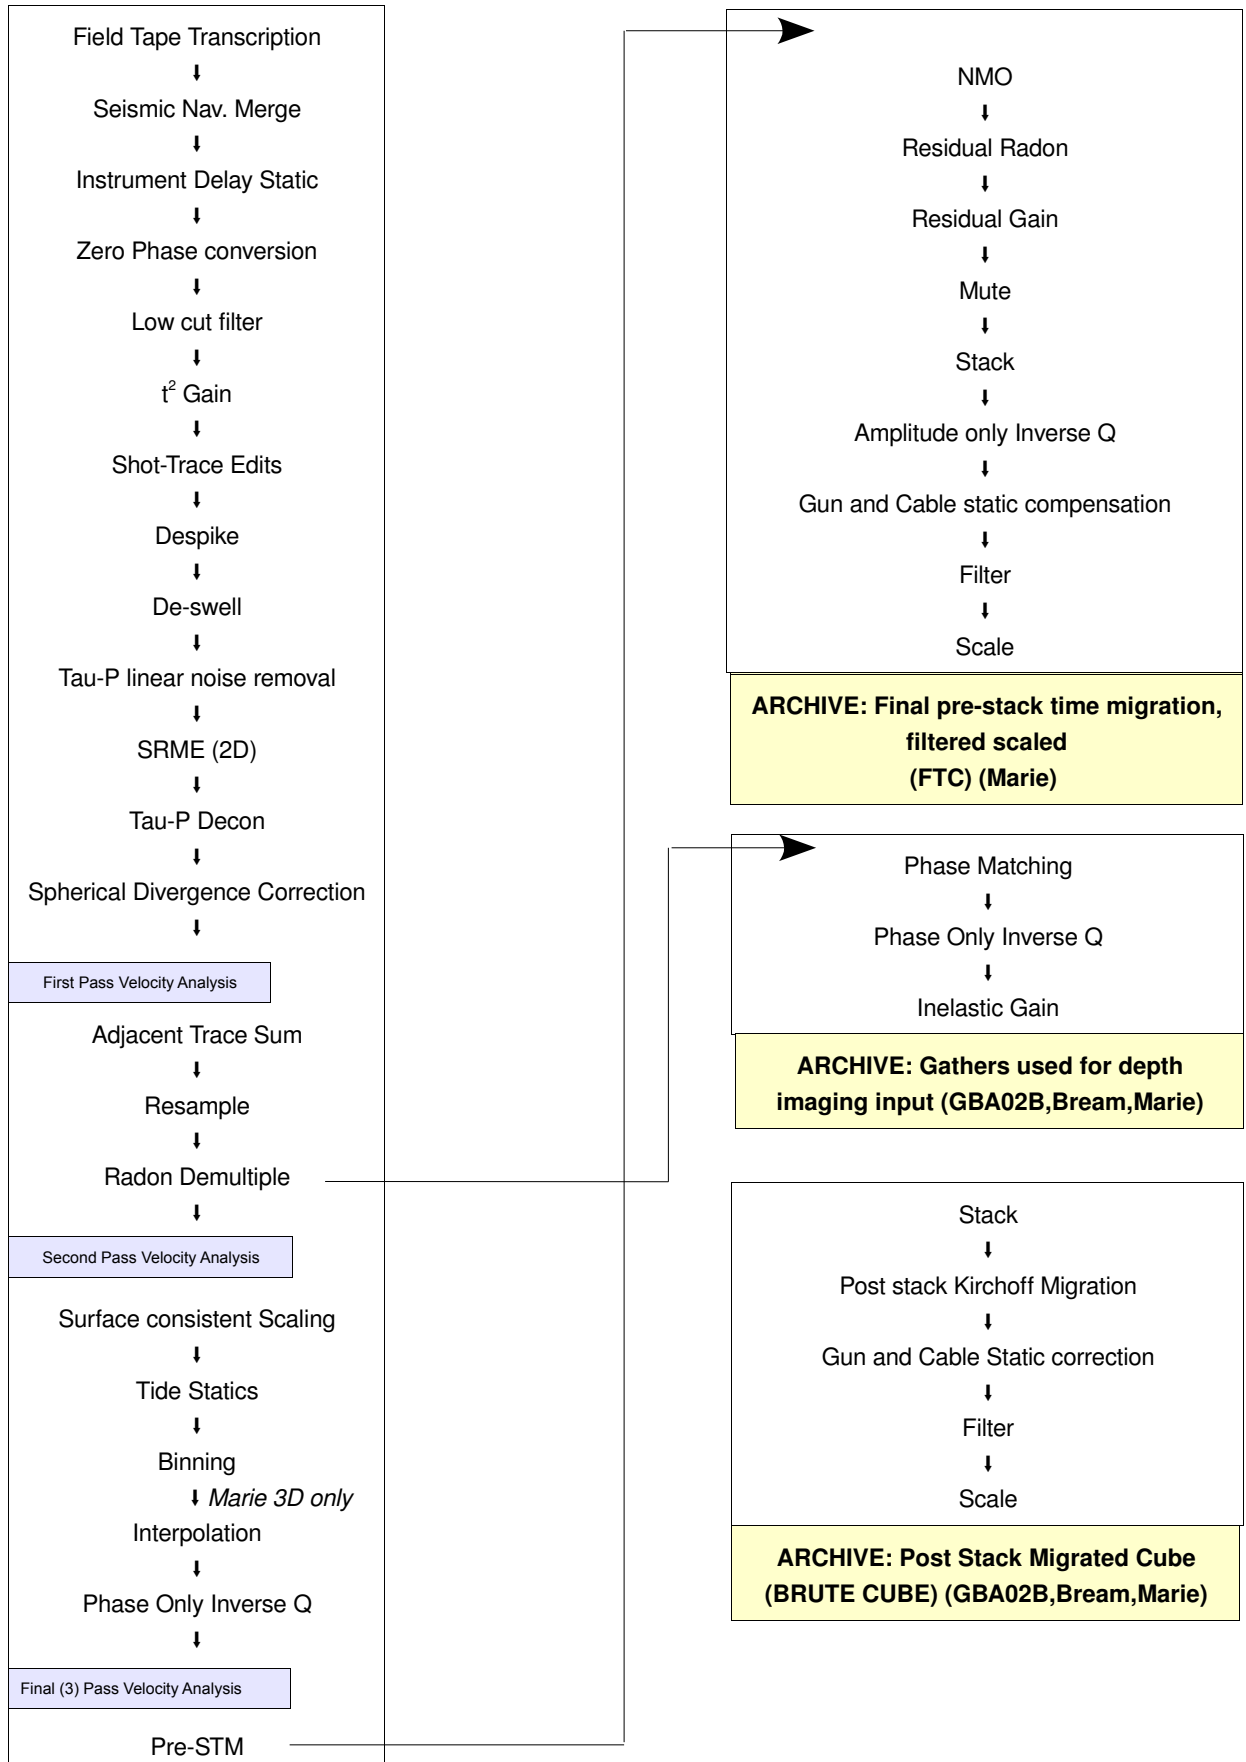 Field Tape Transcription
Seismic Nav. Merge
Instrument Delay Static
Zero Phase conversion
Low cut filter
t² Gain
Shot-Trace Edits
Despike
De-swell
Tau-P linear noise removal
SRME (2D)
Tau-P Decon
Spherical Divergence Correction
First Pass Velocity Analysis
Adjacent Trace Sum
Resample
Radon Demultiple
Second Pass Velocity Analysis
Surface consistent Scaling
Tide Statics
Binning
Marie 3D only
Interpolation
Phase Only Inverse Q
Final (3) Pass Velocity Analysis
Pre-STM
NMO
Residual Radon
Residual Gain
Mute
Stack
Amplitude only Inverse Q
Gun and Cable static compensation
Filter
Scale
ARCHIVE: Final pre-stack time migration,
filtered scaled
(FTC) (Marie)
Phase Matching
Phase Only Inverse Q
Inelastic Gain
ARCHIVE: Gathers used for depth
imaging input (GBA02B,Bream,Marie)
Stack
Post stack Kirchoff Migration
Gun and Cable Static correction
Filter
Scale
ARCHIVE: Post Stack Migrated Cube
(BRUTE CUBE) (GBA02B,Bream,Marie)